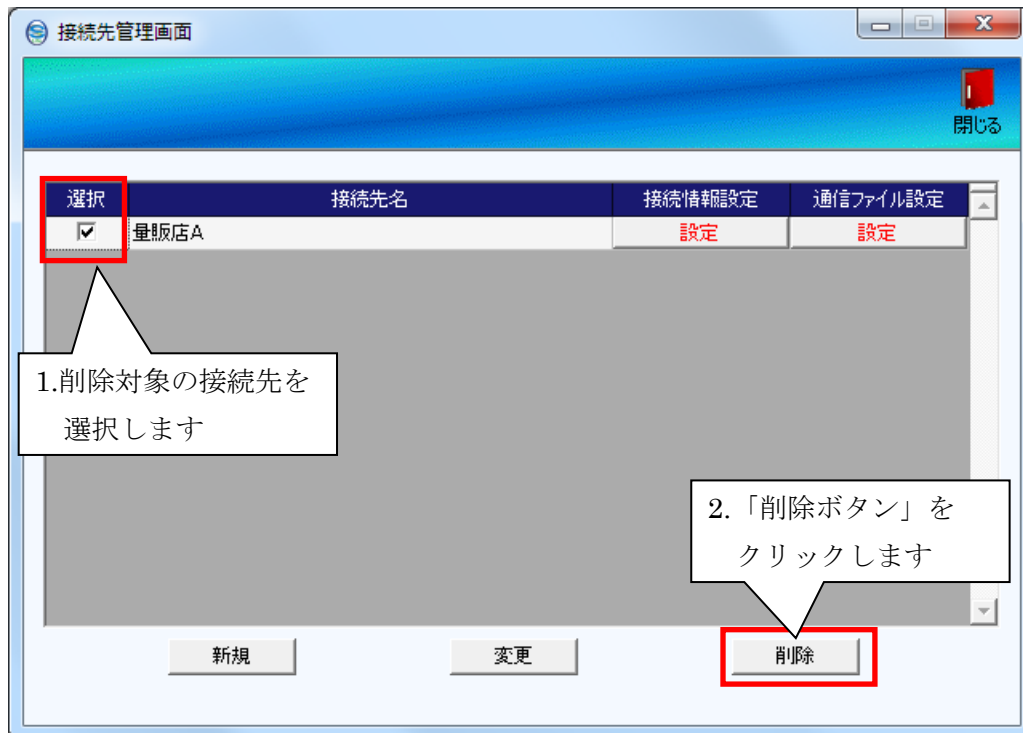 接続先管理画面
閉じる
選択 接続先名 接続情報設定 通信ファイル設定
量販店A 設定 設定
1.削除対象の接続先を
選択します
2.「削除ボタン」を
クリックします
新規 変更 削除